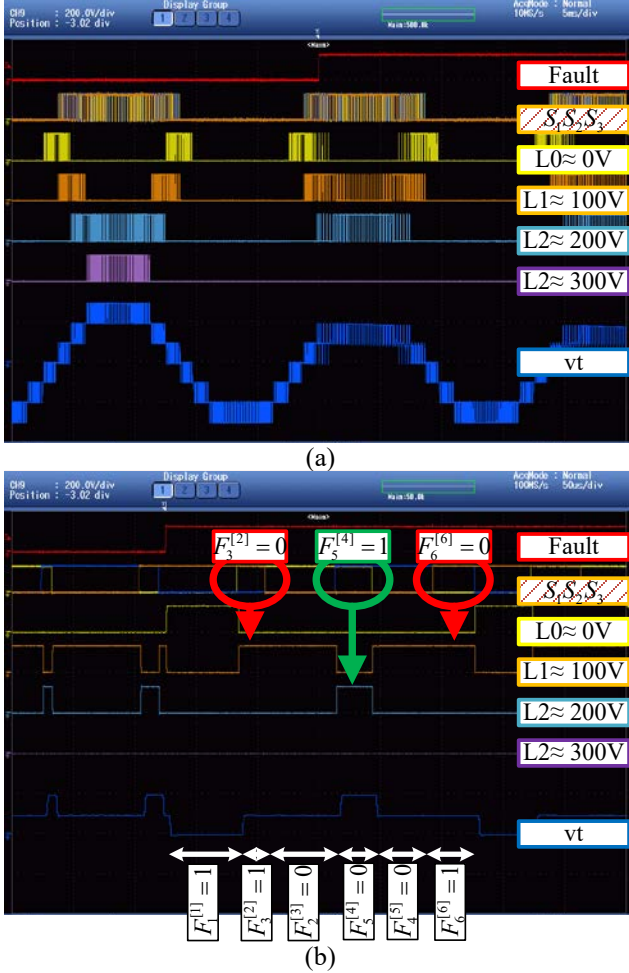 CH9 : 200.0V/div
Position : -3.02 div
Display Group
1 2 3 4
AcqMode : Normal
10MS/s 5ms/div
Main:500.0k
<Main>
Fault
S₁S₂S₃
L0≈ 0V
L1≈ 100V
L2≈ 200V
L2≈ 300V
vt
(a)
CH9 : 200.0V/div
Position : -3.02 div
Display Group
1 2 3 4
AcqMode : Normal
100MS/s 50us/div
Main:50.0k
<Main>
F₃^[2] = 0
F₅^[4] = 1
F₆^[6] = 0
Fault
S₁S₂S₃
L0≈ 0V
L1≈ 100V
L2≈ 200V
L2≈ 300V
vt
F₁^[1] = 1
F₃^[2] = 1
F₂^[3] = 0
F₅^[4] = 0
F₄^[5] = 0
F₆^[6] = 1
(b)